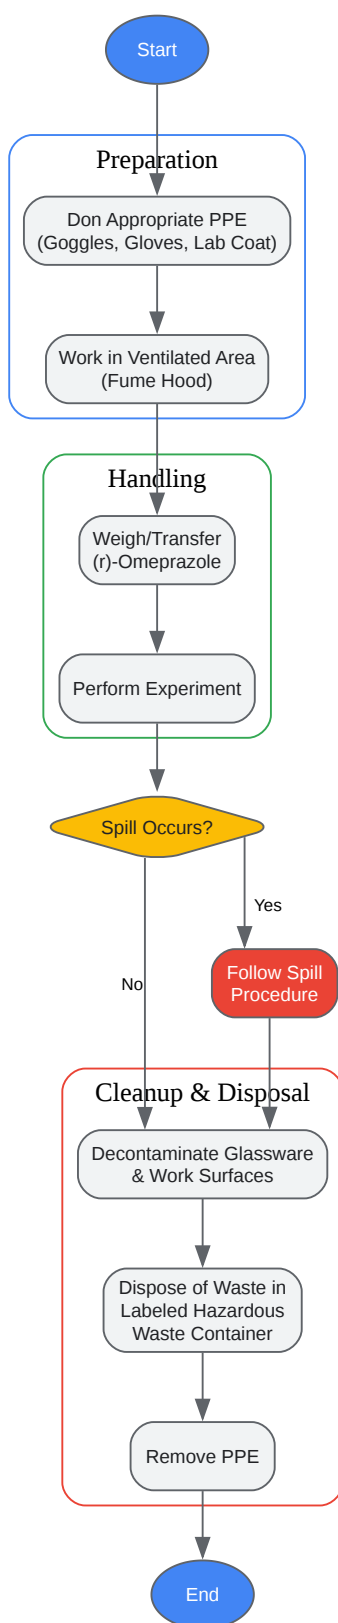 Start
Preparation
Don Appropriate PPE
(Goggles, Gloves, Lab Coat)
Work in Ventilated Area
(Fume Hood)
Handling
Weigh/Transfer
(r)-Omeprazole
Perform Experiment
Spill Occurs?
Yes
Follow Spill
Procedure
No
Cleanup & Disposal
Decontaminate Glassware
& Work Surfaces
Dispose of Waste in
Labeled Hazardous
Waste Container
Remove PPE
End